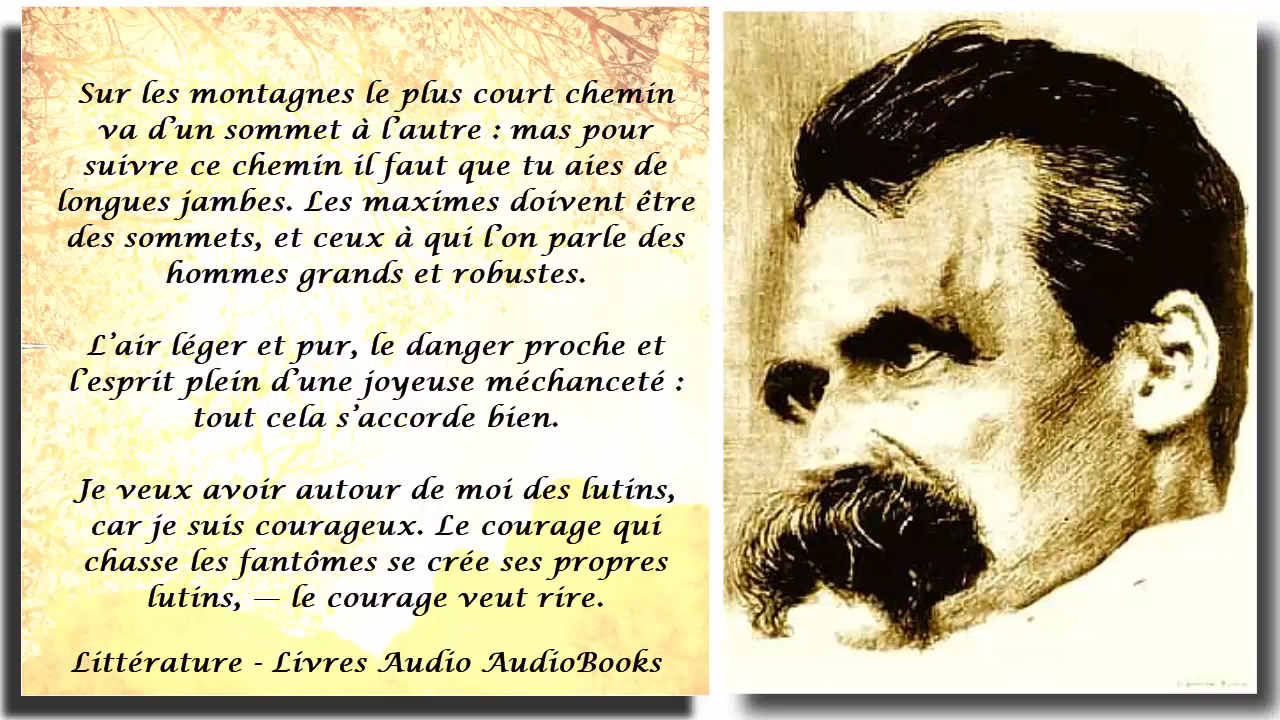 Sur les montagnes le plus court chemin
va d'un sommet à l'autre : mas pour
suivre ce chemin il faut que tu aies de
longues jambes. Les maximes doivent être
des sommets, et ceux à qui l'on parle des
hommes grands et robustes.
L'air léger et pur, le danger proche et
l'esprit plein d'une joyeuse méchanceté :
tout cela s'accorde bien.
Je veux avoir autour de moi des lutins,
car je suis courageux. Le courage qui
chasse les fantômes se crée ses propres
lutins, — le courage veut rire.
Littérature - Livres Audio AudioBooks